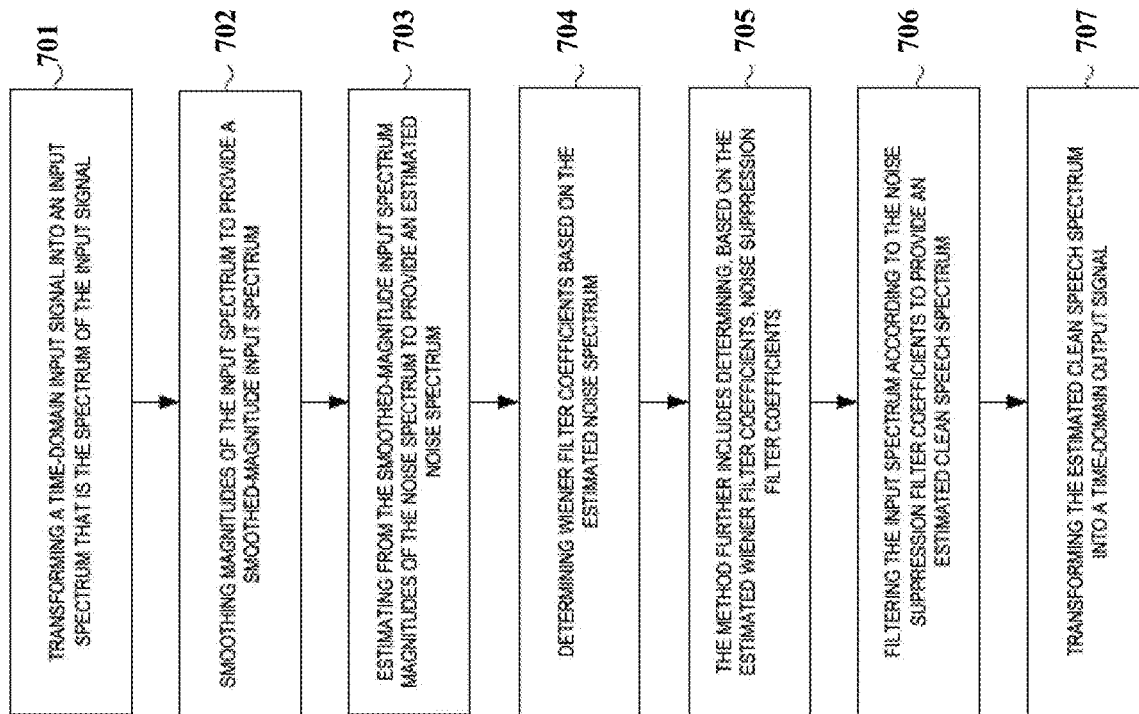 701
TRANSFORMING A TIME-DOMAIN INPUT SIGNAL INTO AN INPUT
SPECTRUM THAT IS THE SPECTRUM OF THE INPUT SIGNAL
702
SMOOTHING MAGNITUDES OF THE INPUT SPECTRUM TO PROVIDE A
SMOOTHED-MAGNITUDE INPUT SPECTRUM
703
ESTIMATING FROM THE SMOOTHED-MAGNITUDE INPUT SPECTRUM
MAGNITUDES OF THE NOISE SPECTRUM TO PROVIDE AN ESTIMATED
NOISE SPECTRUM
704
DETERMINING WIENER FILTER COEFFICIENTS BASED ON THE
ESTIMATED NOISE SPECTRUM
705
THE METHOD FURTHER INCLUDES DETERMINING, BASED ON THE
ESTIMATED WIENER FILTER COEFFICIENTS, NOISE SUPPRESSION
FILTER COEFFICIENTS
706
FILTERING THE INPUT SPECTRUM ACCORDING TO THE NOISE
SUPPRESSION FILTER COEFFICIENTS TO PROVIDE AN
ESTIMATED CLEAN SPEECH SPECTRUM
707
TRANSFORMING THE ESTIMATED CLEAN SPEECH SPECTRUM
INTO A TIME-DOMAIN OUTPUT SIGNAL